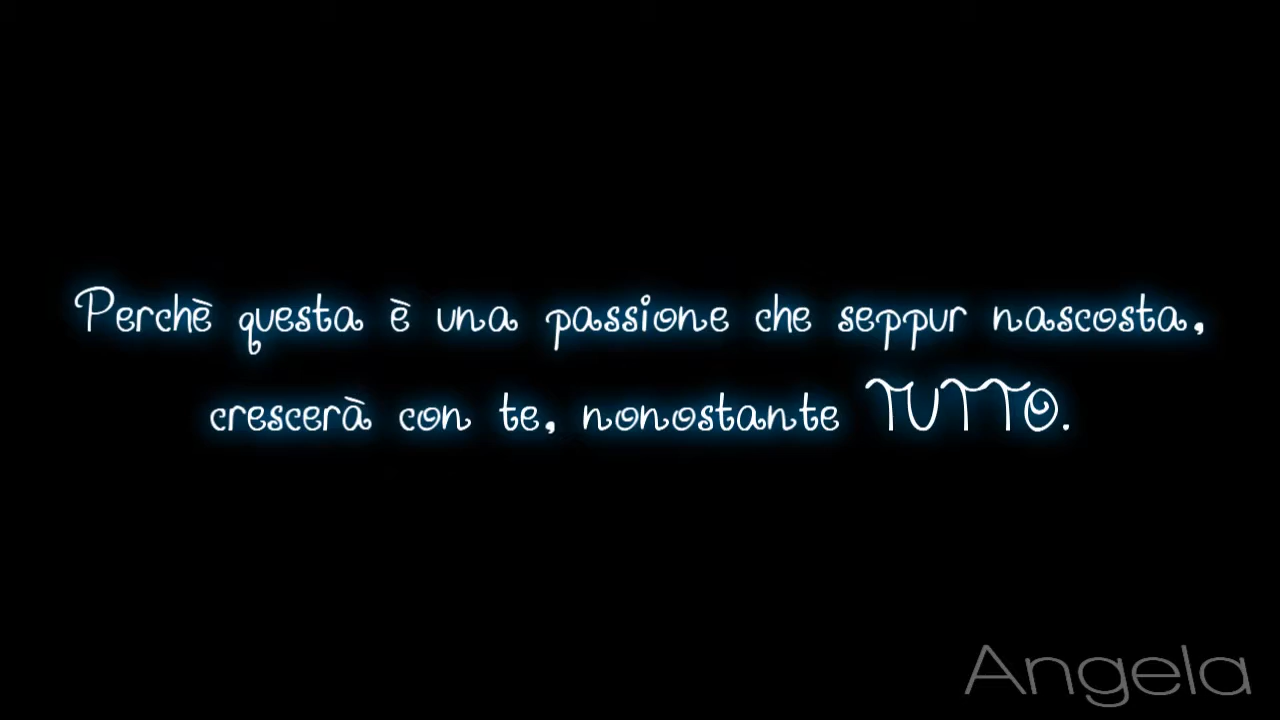 Perchè questa è una passione che seppur nascosta,
crescerà con te, nonostante TUTTO.
Angela